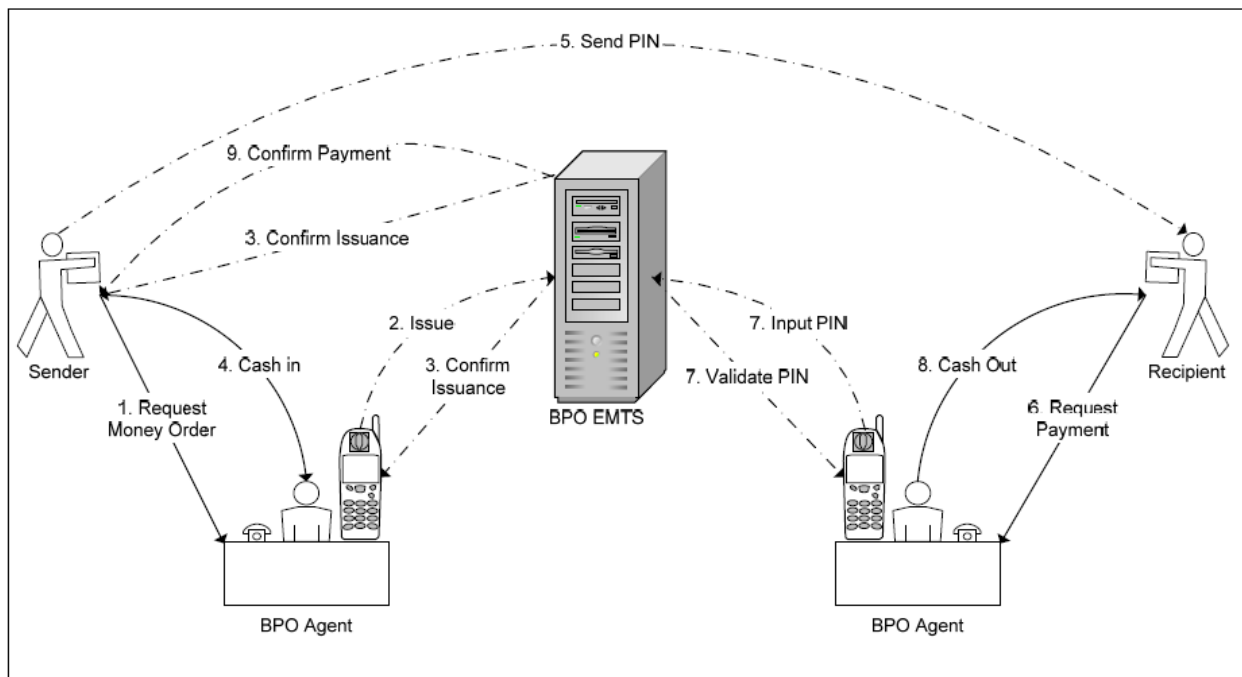 5. Send PIN
9. Confirm Payment
3. Confirm Issuance
2. Issue
3. Confirm
Issuance
4. Cash in
1. Request
Money Order
Sender
BPO EMTS
7. Input PIN
7. Validate PIN
8. Cash Out
6. Request
Payment
Recipient
BPO Agent
BPO Agent